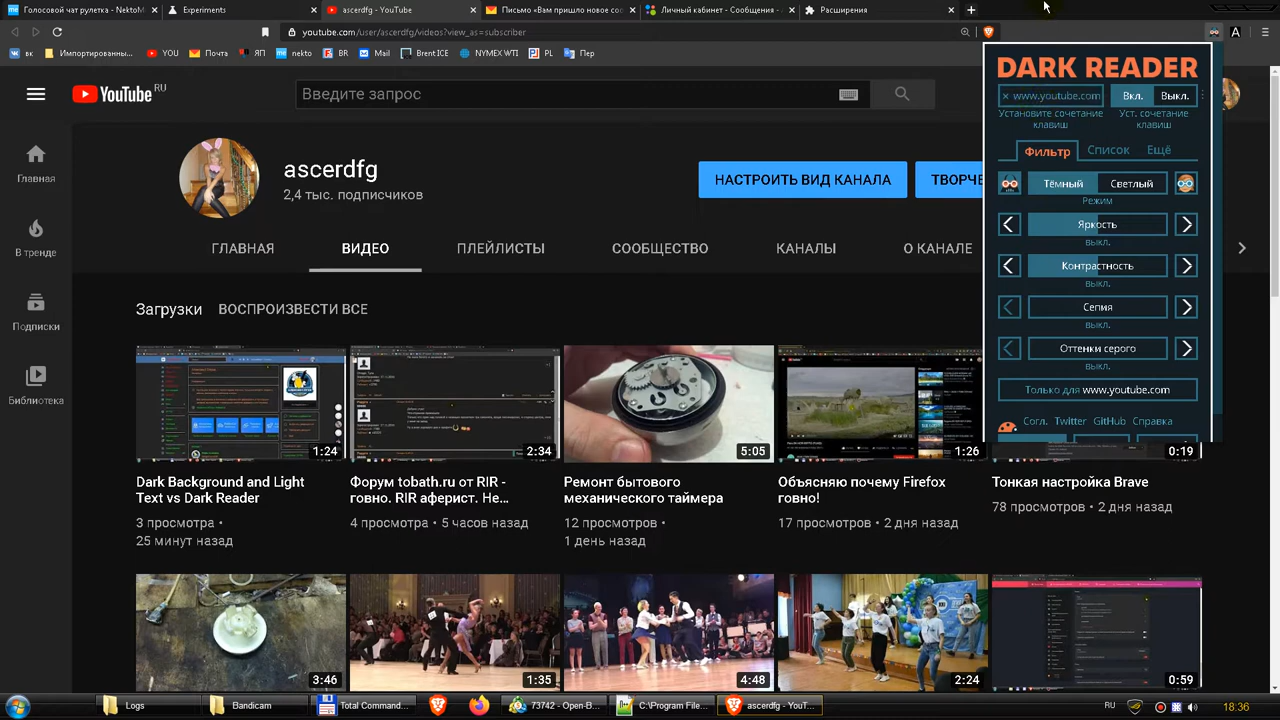 Голосовой чат рулетка - NektoM
Experiments
ascerdfg - YouTube
Письмо «Вам пришло новое соо
Личный кабинет - Сообщения -
Расширения
youtube.com/user/ascerdfg/videos?view_as=subscriber
вк
Импортированны...
YOU
Почта
ЯП
nekto
BR
Mail
Brent ICE
NYMEX WTI
Пер
YouTube
RU
Введите запрос
ascerdfg
2,4 тыс. подписчиков
НАСТРОИТЬ ВИД КАНАЛА
ТВОРЧЕ
Главная
В тренде
Подписки
Библиотека
ГЛАВНАЯ
ВИДЕО
ПЛЕЙЛИСТЫ
СООБЩЕСТВО
КАНАЛЫ
О КАНАЛЕ
Загрузки
ВОСПРОИЗВЕСТИ ВСЕ
DARK READER
www.youtube.com
Вкл.
Выкл.
Установите сочетание клавиш
Уст. сочетание клавиш
Фильтр
Список
Ещё
Тёмный
Светлый
Режим
Яркость
выкл.
Контрастность
выкл.
Сепия
выкл.
Оттенки серого
выкл.
Только для www.youtube.com
Согл.
Twitter
GitHub
Справка
1:24
Dark Background and Light
Text vs Dark Reader
3 просмотра •
25 минут назад
2:34
Форум tobath.ru от RIR -
говно. RIR аферист. Не...
4 просмотра • 5 часов назад
5:03
Ремонт бытового
механического таймера
12 просмотров •
1 день назад
1:26
Объясняю почему Firefox
говно!
17 просмотров • 2 дня назад
0:19
Тонкая настройка Brave
78 просмотров • 2 дня назад
3:46
4:48
2:24
0:59
Logs
Bandicam
Total Comman...
C:\Program File...
ascerdfg - YouT...
RU
18:36